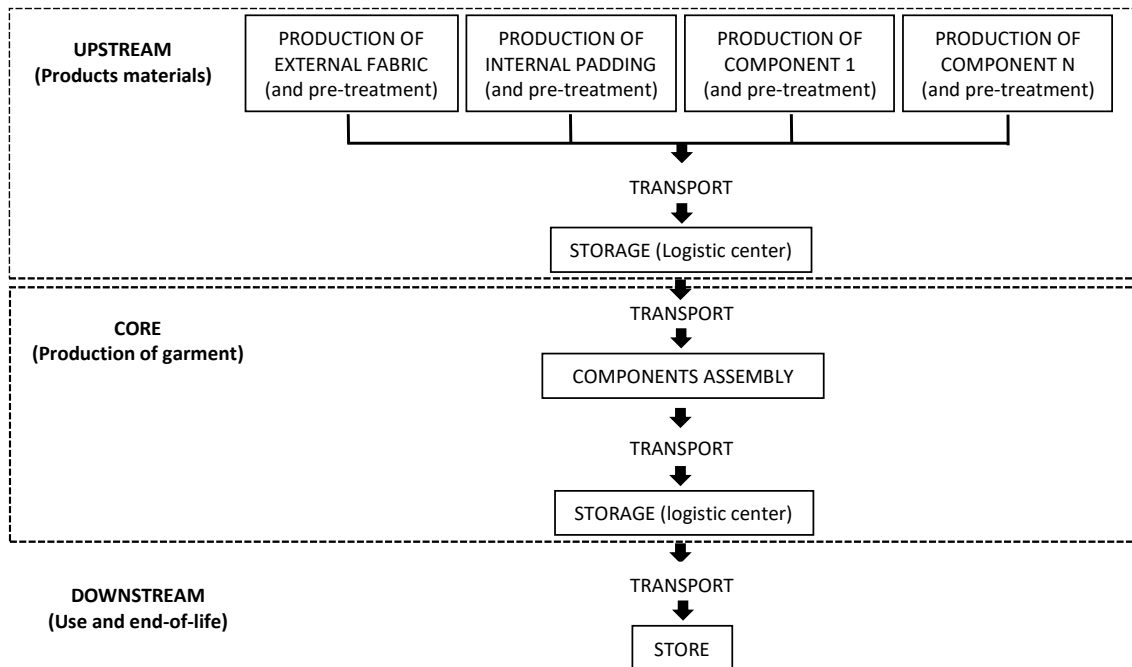 UPSTREAM
(Products materials)
PRODUCTION OF
EXTERNAL FABRIC
(and pre-treatment)
PRODUCTION OF
INTERNAL PADDING
(and pre-treatment)
PRODUCTION OF
COMPONENT 1
(and pre-treatment)
PRODUCTION OF
COMPONENT N
(and pre-treatment)
TRANSPORT
STORAGE (Logistic center)
CORE
(Production of garment)
TRANSPORT
COMPONENTS ASSEMBLY
TRANSPORT
STORAGE (logistic center)
DOWNSTREAM
(Use and end-of-life)
TRANSPORT
STORE